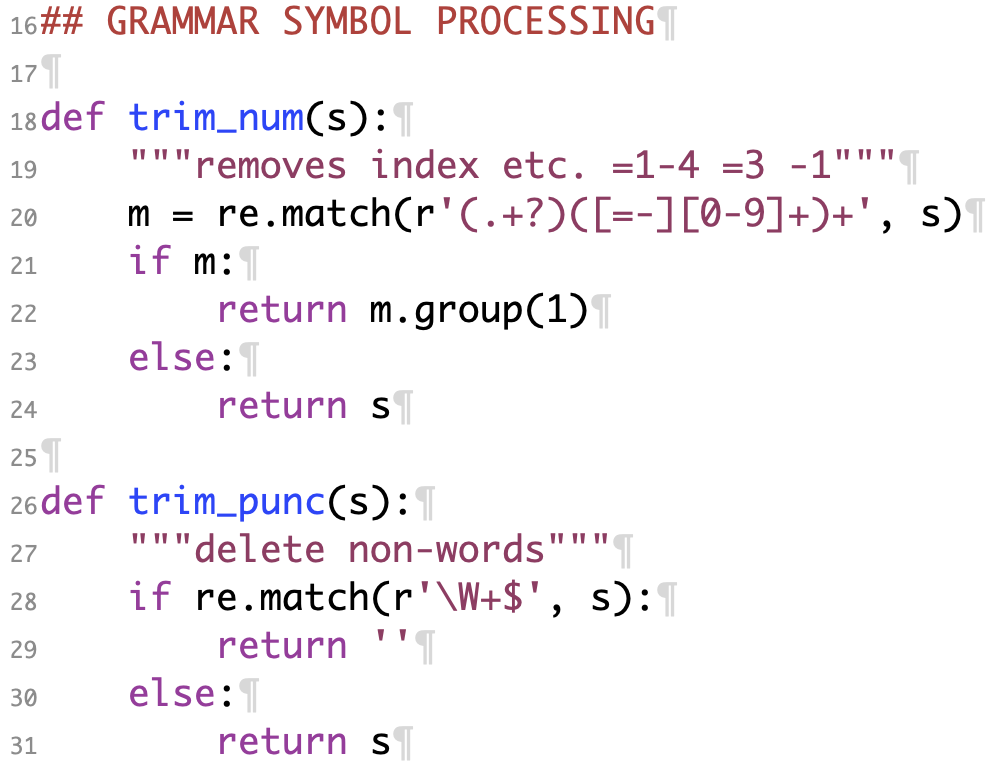 16## GRAMMAR SYMBOL PROCESSING¶
17¶
18def trim_num(s):¶
19    """removes index etc. =1-4 =3 -1"""¶
20    m = re.match(r'(.+?)([=-][0-9]+)+', s)¶
21    if m:¶
22        return m.group(1)¶
23    else:¶
24        return s¶
25¶
26def trim_punc(s):¶
27    """delete non-words"""¶
28    if re.match(r'\W+$', s):¶
29        return ''¶
30    else:¶
31        return s¶